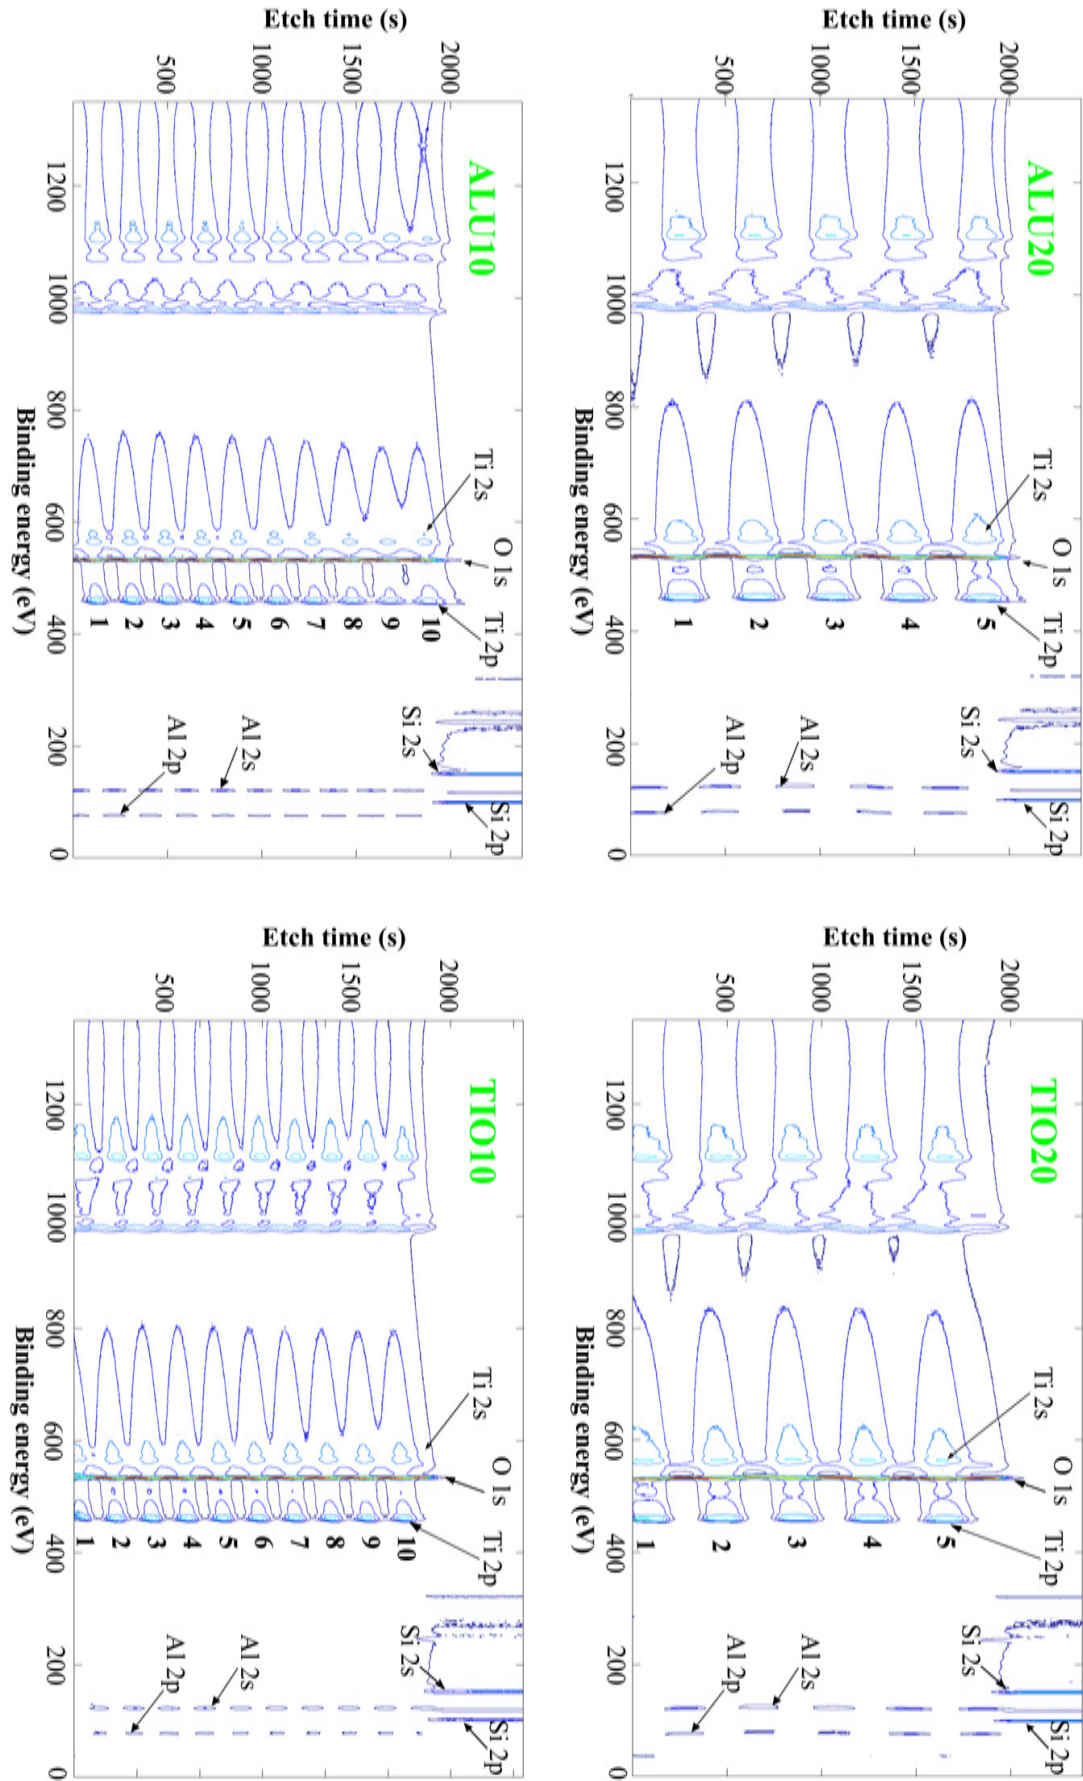 Etch time (s)
500
1000
1500
2000
ALU10
1200
1000
800
600
400
200
0
Binding energy (eV)
Ti 2s
O 1s
Ti 2p
1
2
3
4
5
6
7
8
9
10
Si 2s
Al 2s
Al 2p
Si 2p
Etch time (s)
500
1000
1500
2000
ALU20
1200
1000
800
600
400
200
0
Binding energy (eV)
Ti 2s
O 1s
Ti 2p
1
2
3
4
5
Si 2s
Al 2s
Al 2p
Si 2p
Etch time (s)
500
1000
1500
2000
TIO10
1200
1000
800
600
400
200
0
Binding energy (eV)
Ti 2s
O 1s
Ti 2p
1
2
3
4
5
6
7
8
9
10
Si 2s
Al 2s
Al 2p
Si 2p
Etch time (s)
500
1000
1500
2000
TIO20
1200
1000
800
600
400
200
0
Binding energy (eV)
Ti 2s
O 1s
Ti 2p
1
2
3
4
5
Si 2s
Al 2s
Al 2p
Si 2p